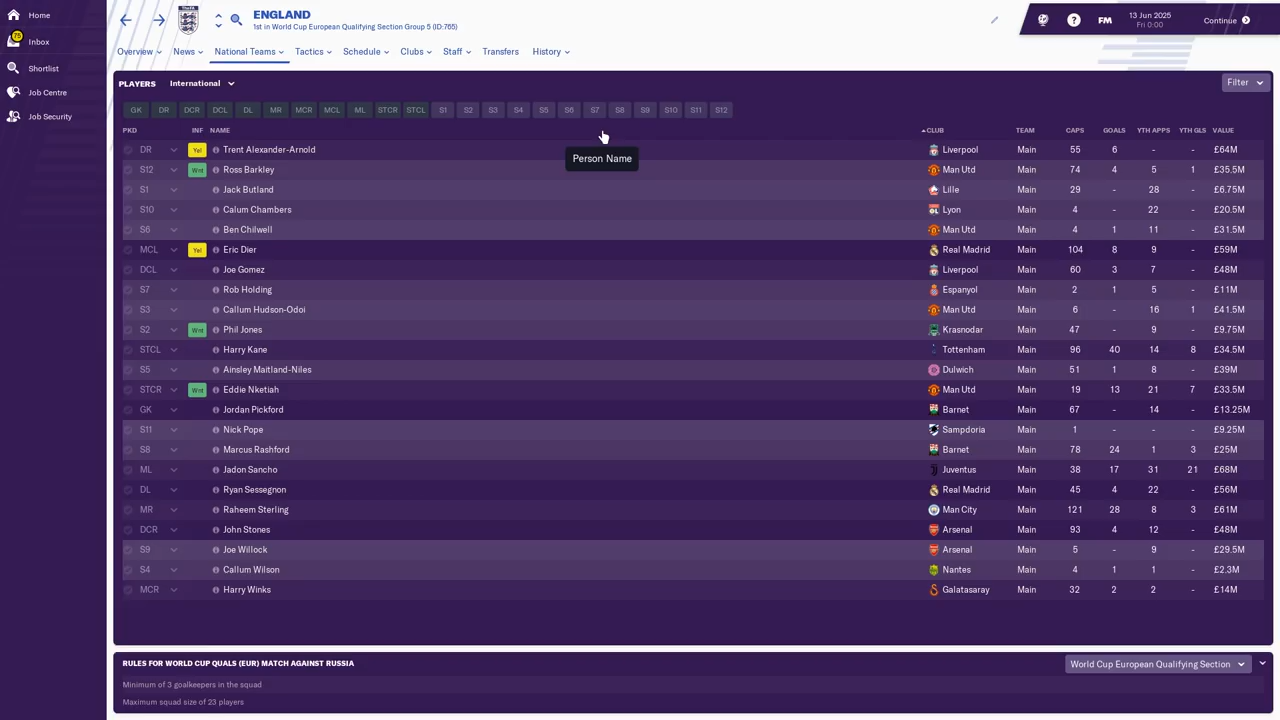 Home
75
Inbox
Shortlist
Job Centre
Job Security
ENGLAND
1st in World Cup European Qualifying Section Group 5 (ID:765)
FM
13 Jun 2025
Fri 0:00
Continue
Overview News National Teams Tactics Schedule Clubs Staff Transfers History
PLAYERS International Filter
GK DR DCR DCL DL MR MCR MCL ML STCR STCL S1 S2 S3 S4 S5 S6 S7 S8 S9 S10 S11 S12
PKD INF NAME CLUB TEAM CAPS GOALS YTH APPS YTH GLS VALUE
Person Name
DR Yel Trent Alexander-Arnold Liverpool Main 55 6 - - £64M
S12 Wnt Ross Barkley Man Utd Main 74 4 5 1 £35.5M
S1 Jack Butland Lille Main 29 - 28 - £6.75M
S10 Calum Chambers Lyon Main 4 - 22 - £20.5M
S6 Ben Chilwell Man Utd Main 4 1 11 - £31.5M
MCL Yel Eric Dier Real Madrid Main 104 8 9 - £59M
DCL Joe Gomez Liverpool Main 60 3 7 - £48M
S7 Rob Holding Espanyol Main 2 1 5 - £11M
S3 Callum Hudson-Odoi Man Utd Main 6 - 16 1 £41.5M
S2 Wnt Phil Jones Krasnodar Main 47 - 9 - £9.75M
STCL Harry Kane Tottenham Main 96 40 14 8 £34.5M
S5 Ainsley Maitland-Niles Dulwich Main 51 1 8 - £39M
STCR Wnt Eddie Nketiah Man Utd Main 19 13 21 7 £33.5M
GK Jordan Pickford Barnet Main 67 - 14 - £13.25M
S11 Nick Pope Sampdoria Main 1 - - - £9.25M
S8 Marcus Rashford Barnet Main 78 24 1 3 £25M
ML Jadon Sancho Juventus Main 38 17 31 21 £68M
DL Ryan Sessegnon Real Madrid Main 45 4 22 - £56M
MR Raheem Sterling Man City Main 121 28 8 3 £61M
DCR John Stones Arsenal Main 93 4 12 - £48M
S9 Joe Willock Arsenal Main 5 - 9 - £29.5M
S4 Callum Wilson Nantes Main 4 1 1 - £2.3M
MCR Harry Winks Galatasaray Main 32 2 2 - £14M
RULES FOR WORLD CUP QUALS (EUR) MATCH AGAINST RUSSIA World Cup European Qualifying Section
Minimum of 3 goalkeepers in the squad
Maximum squad size of 23 players